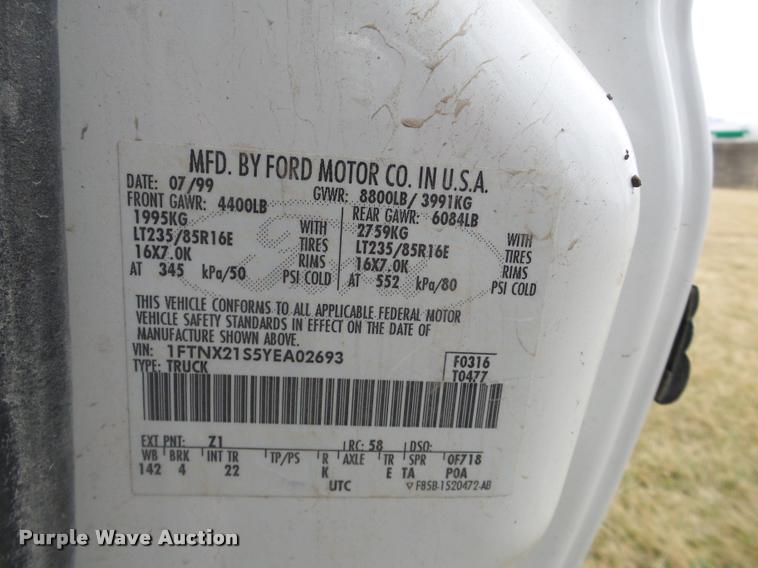 MFD. BY FORD MOTOR CO. IN U.S.A.
DATE: 07/99 GVWR: 8800LB/ 3991KG
FRONT GAWR: 4400LB REAR GAWR: 6084LB
1995KG WITH 2759KG WITH
LT235/85R16E TIRES LT235/85R16E TIRES
16X7.0K RIMS 16X7.0K RIMS
AT 345 kPa/50 PSI COLD AT 552 kPa/80 PSI COLD
THIS VEHICLE CONFORMS TO ALL APPLICABLE FEDERAL MOTOR
VEHICLE SAFETY STANDARDS IN EFFECT ON THE DATE OF
MANUFACTURE SHOWN ABOVE.
VIN: 1FTNX21S5YEA02693 F0316
TYPE: TRUCK T0477
EXT PNT: Z1 RC: 58 DSO:
WB BRK INT TR TP/PS R AXLE TR SPR 0F718
142 4 22 K E TA POA
UTC F85B-1520472-AB
Purple Wave Auction